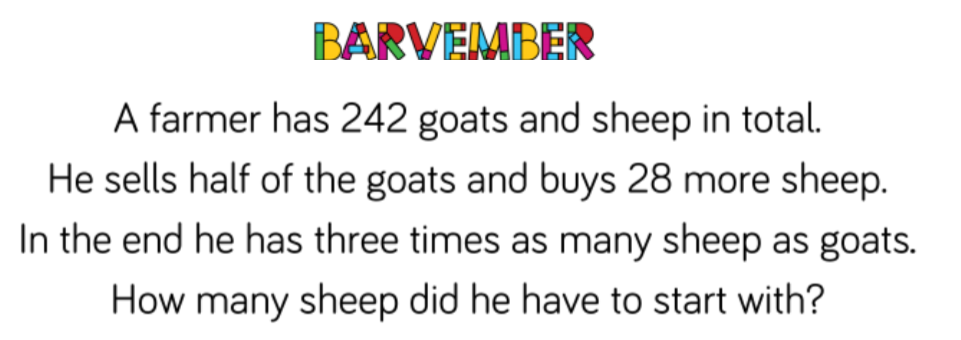 BARVEMBER
A farmer has 242 goats and sheep in total.
He sells half of the goats and buys 28 more sheep.
In the end he has three times as many sheep as goats.
How many sheep did he have to start with?